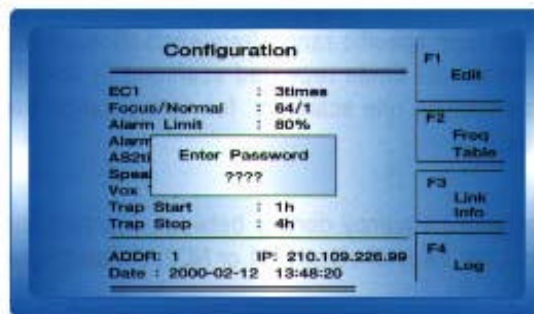 Configuration
EC1 : 3times
Focus/Normal : 64/1
Alarm Limit : 80%
Alarm
Enter Password
????
Vox
Trap Start : 1h
Trap Stop : 4h
ADDR: 1 IP: 210.109.226.99
Date : 2000-02-12 13:48:20
F1
Edit
F2
Freq
Table
F3
Link
Info
F4
Log